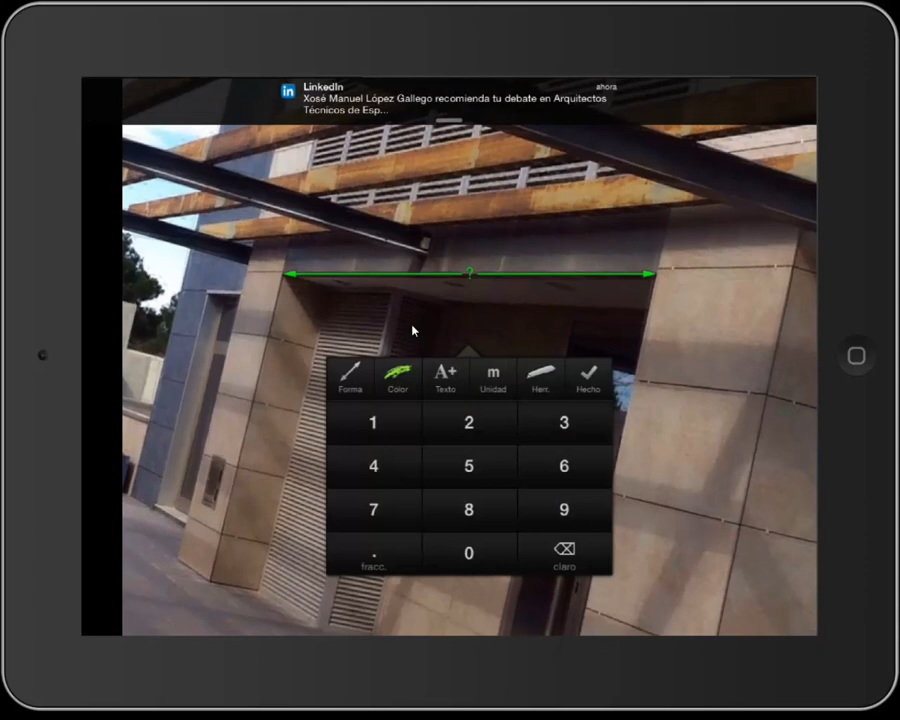 in LinkedIn ahora
Xosé Manuel López Gallego recomienda tu debate en Arquitectos
Técnicos de Esp...
?
A+ m
Forma Color Texto Unidad Herr. Hecho
1 2 3
4 5 6
7 8 9
. 0
fracc. claro